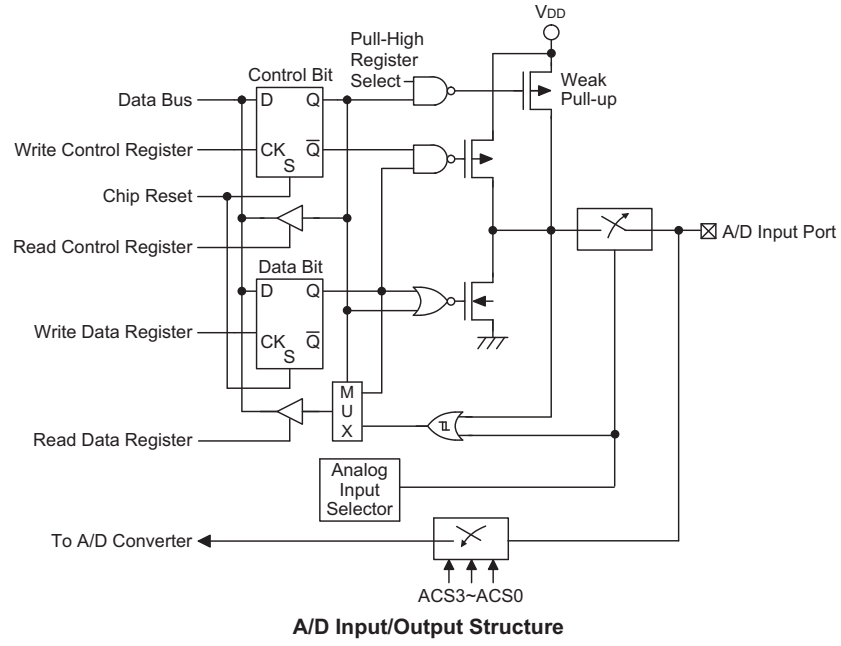 VDD
Pull-High
Register
Select
Weak
Pull-up
Control Bit
Data Bus
D
Q
Write Control Register
CK
Q̅
S
Chip Reset
A/D Input Port
Read Control Register
Data Bit
D
Q
Write Data Register
CK
Q̅
S
M
U
X
Read Data Register
Analog
Input
Selector
To A/D Converter
ACS3~ACS0
A/D Input/Output Structure